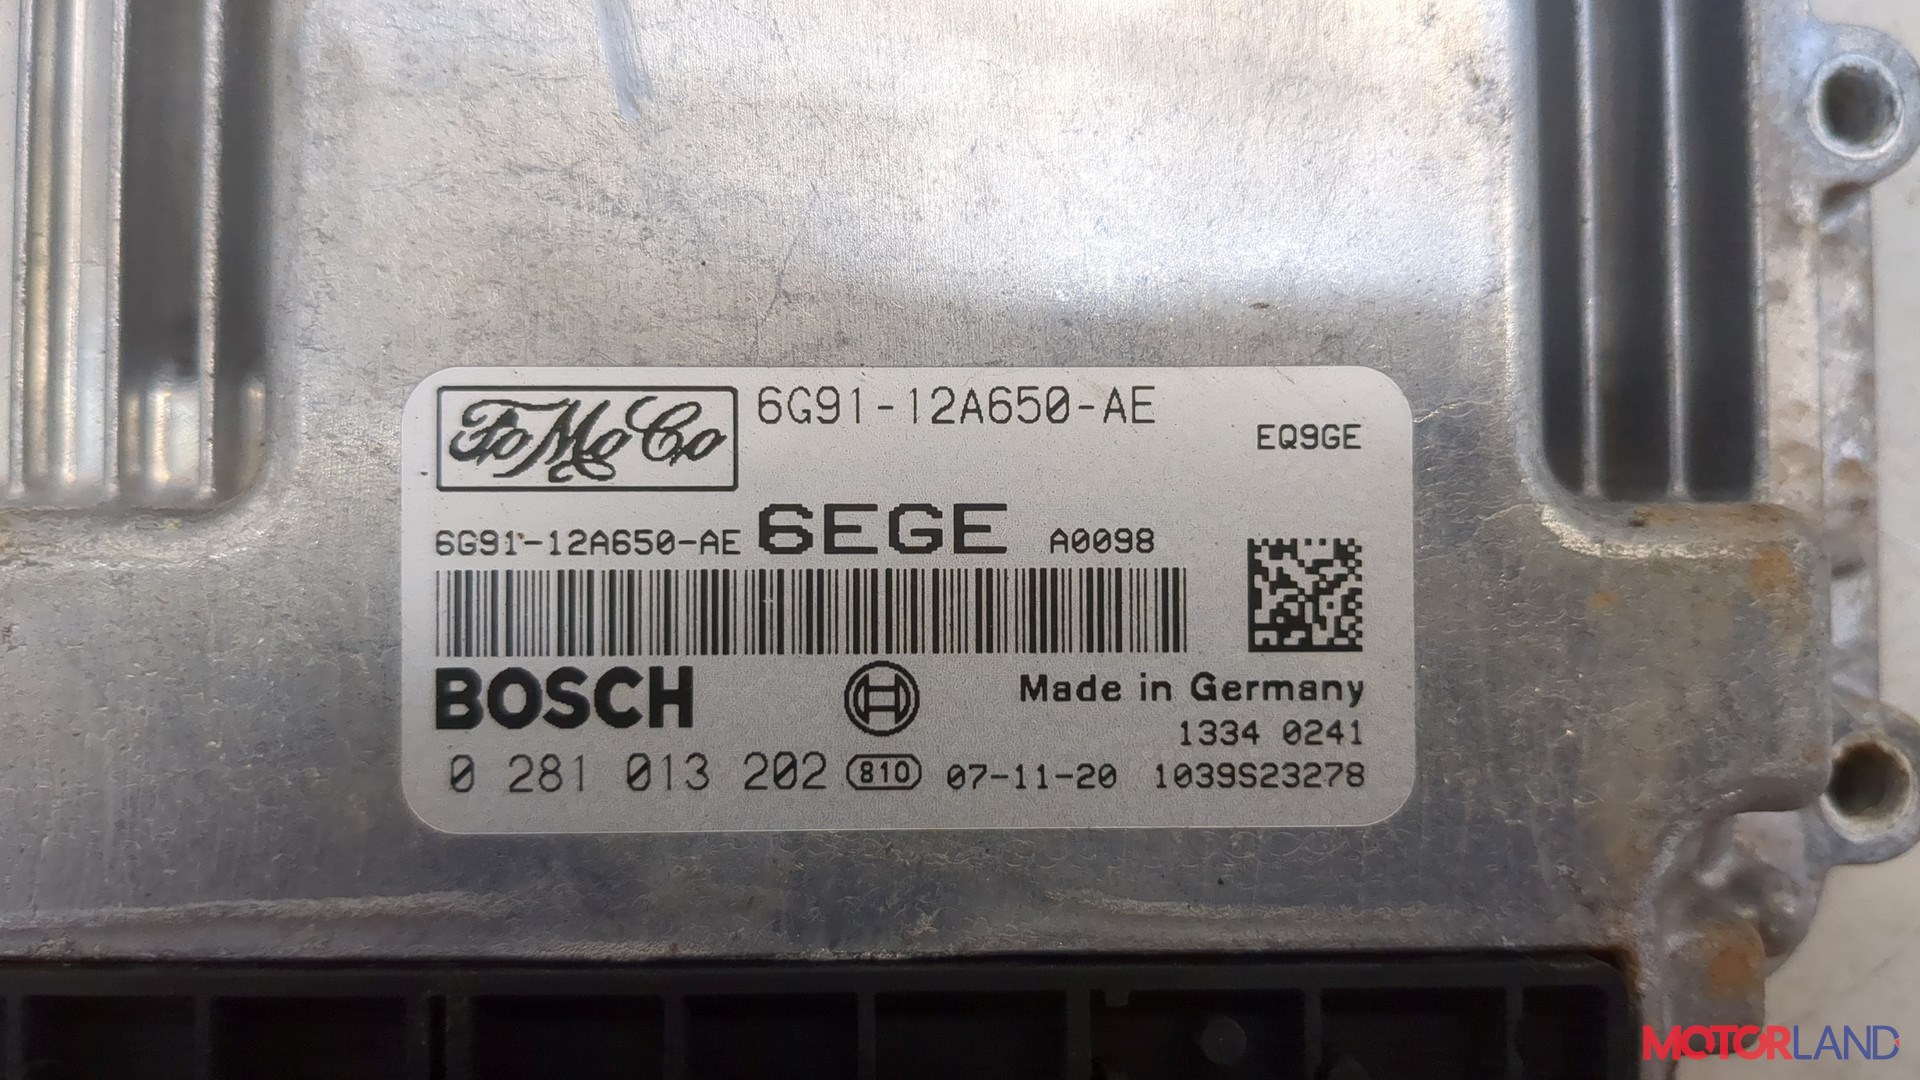 FoMoCo 6G91-12A650-AE
EQ9GE
6G91-12A650-AE 6EGE A0098
BOSCH Made in Germany
1334 0241
0 281 013 202 810 07-11-20 1039S23278
MOTORLAND